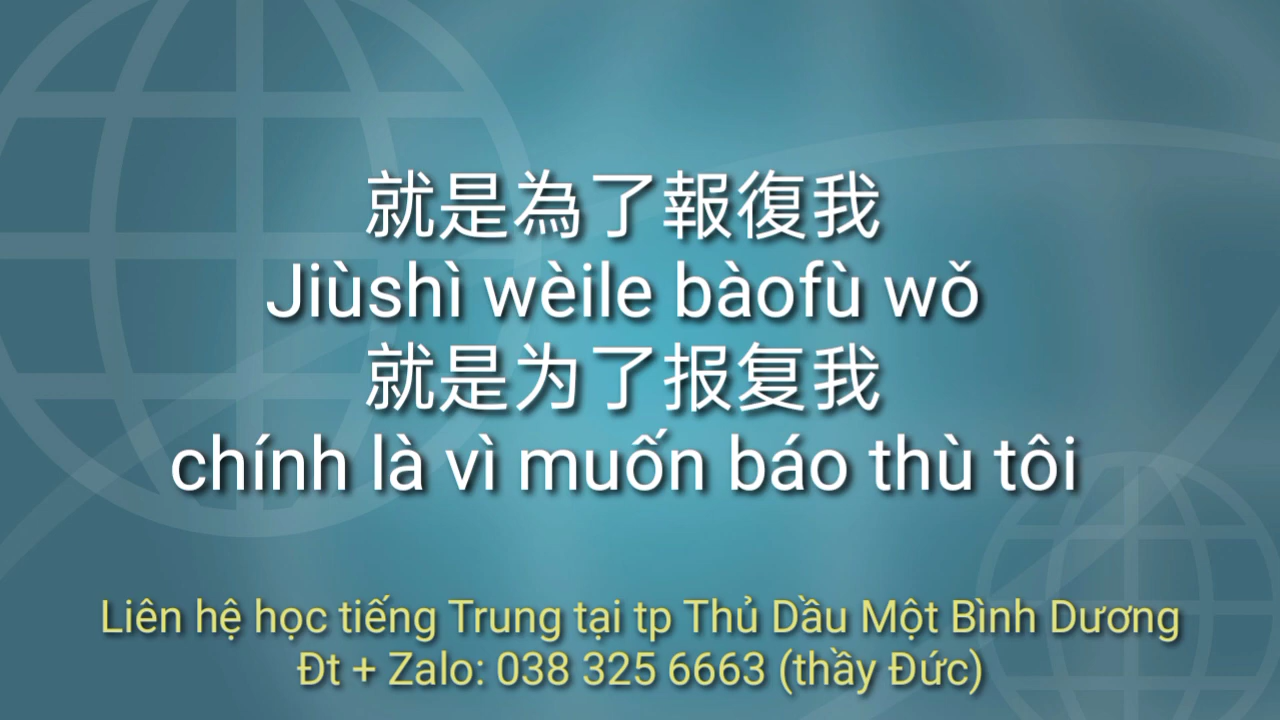 就是為了報復我
Jiùshì wèile bàofù wǒ
就是为了报复我
chính là vì muốn báo thù tôi
Liên hệ học tiếng Trung tại tp Thủ Dầu Một Bình Dương
Đt + Zalo: 038 325 6663 (thầy Đức)